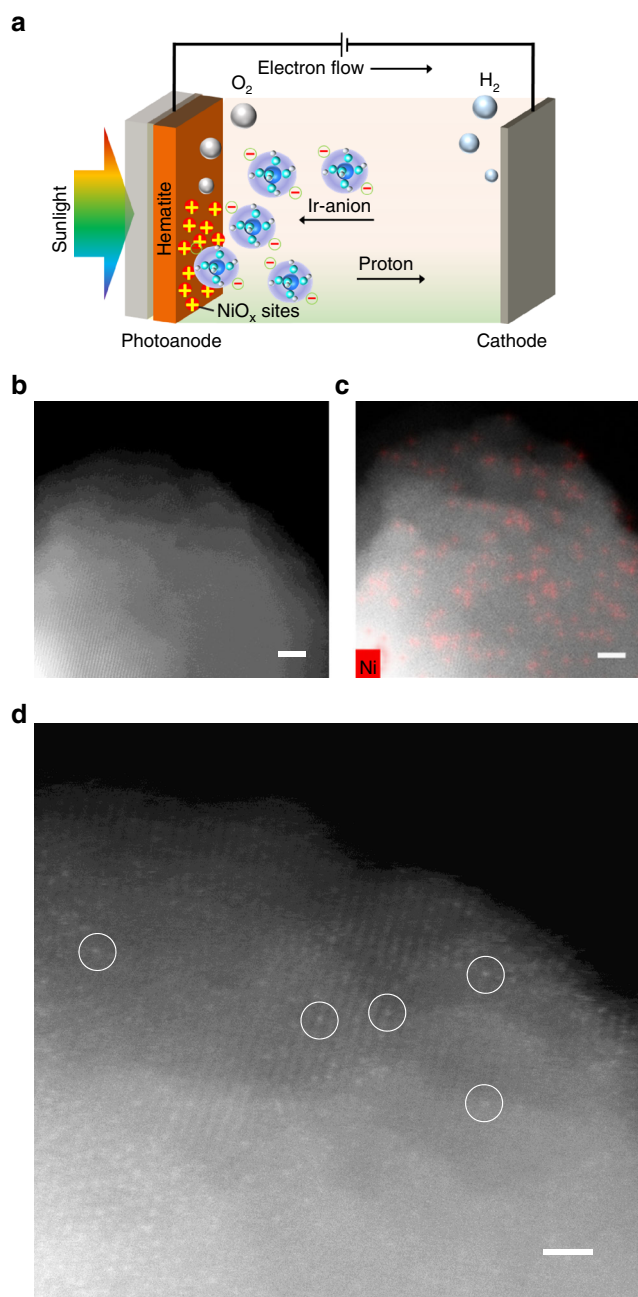 a
Electron flow
O₂
H₂
Sunlight
Hematite
Ir-anion
Proton
NiOₓ sites
Photoanode
Cathode
b
c
Ni
d